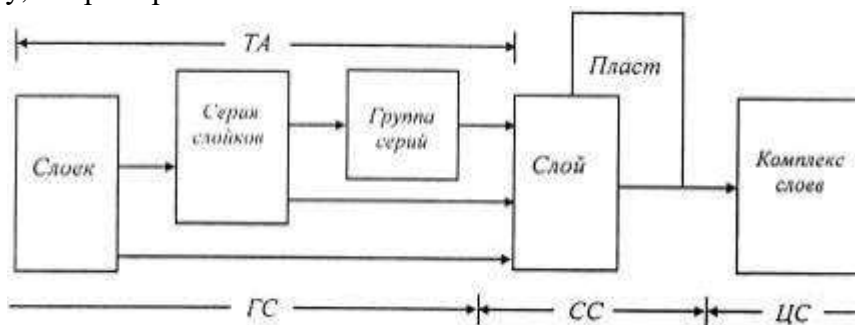 ТА
Пласт
Серия
слойков
Группа
серий
Слоек
Слой
Комплекс
слоев
ГС
СС
ЦС